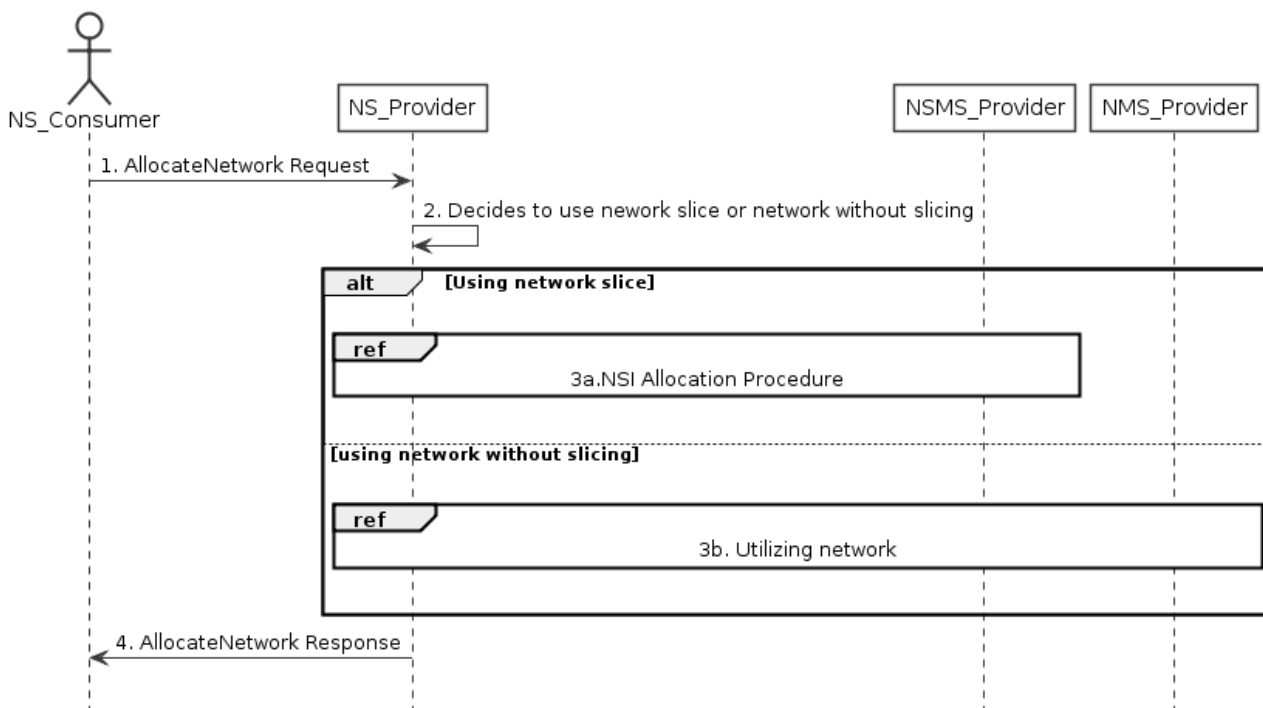 NS_Consumer
NS_Provider
NSMS_Provider
NMS_Provider
1. AllocateNetwork Request
2. Decides to use nework slice or network without slicing
alt
[Using network slice]
ref
3a.NSI Allocation Procedure
[using network without slicing]
ref
3b. Utilizing network
4. AllocateNetwork Response